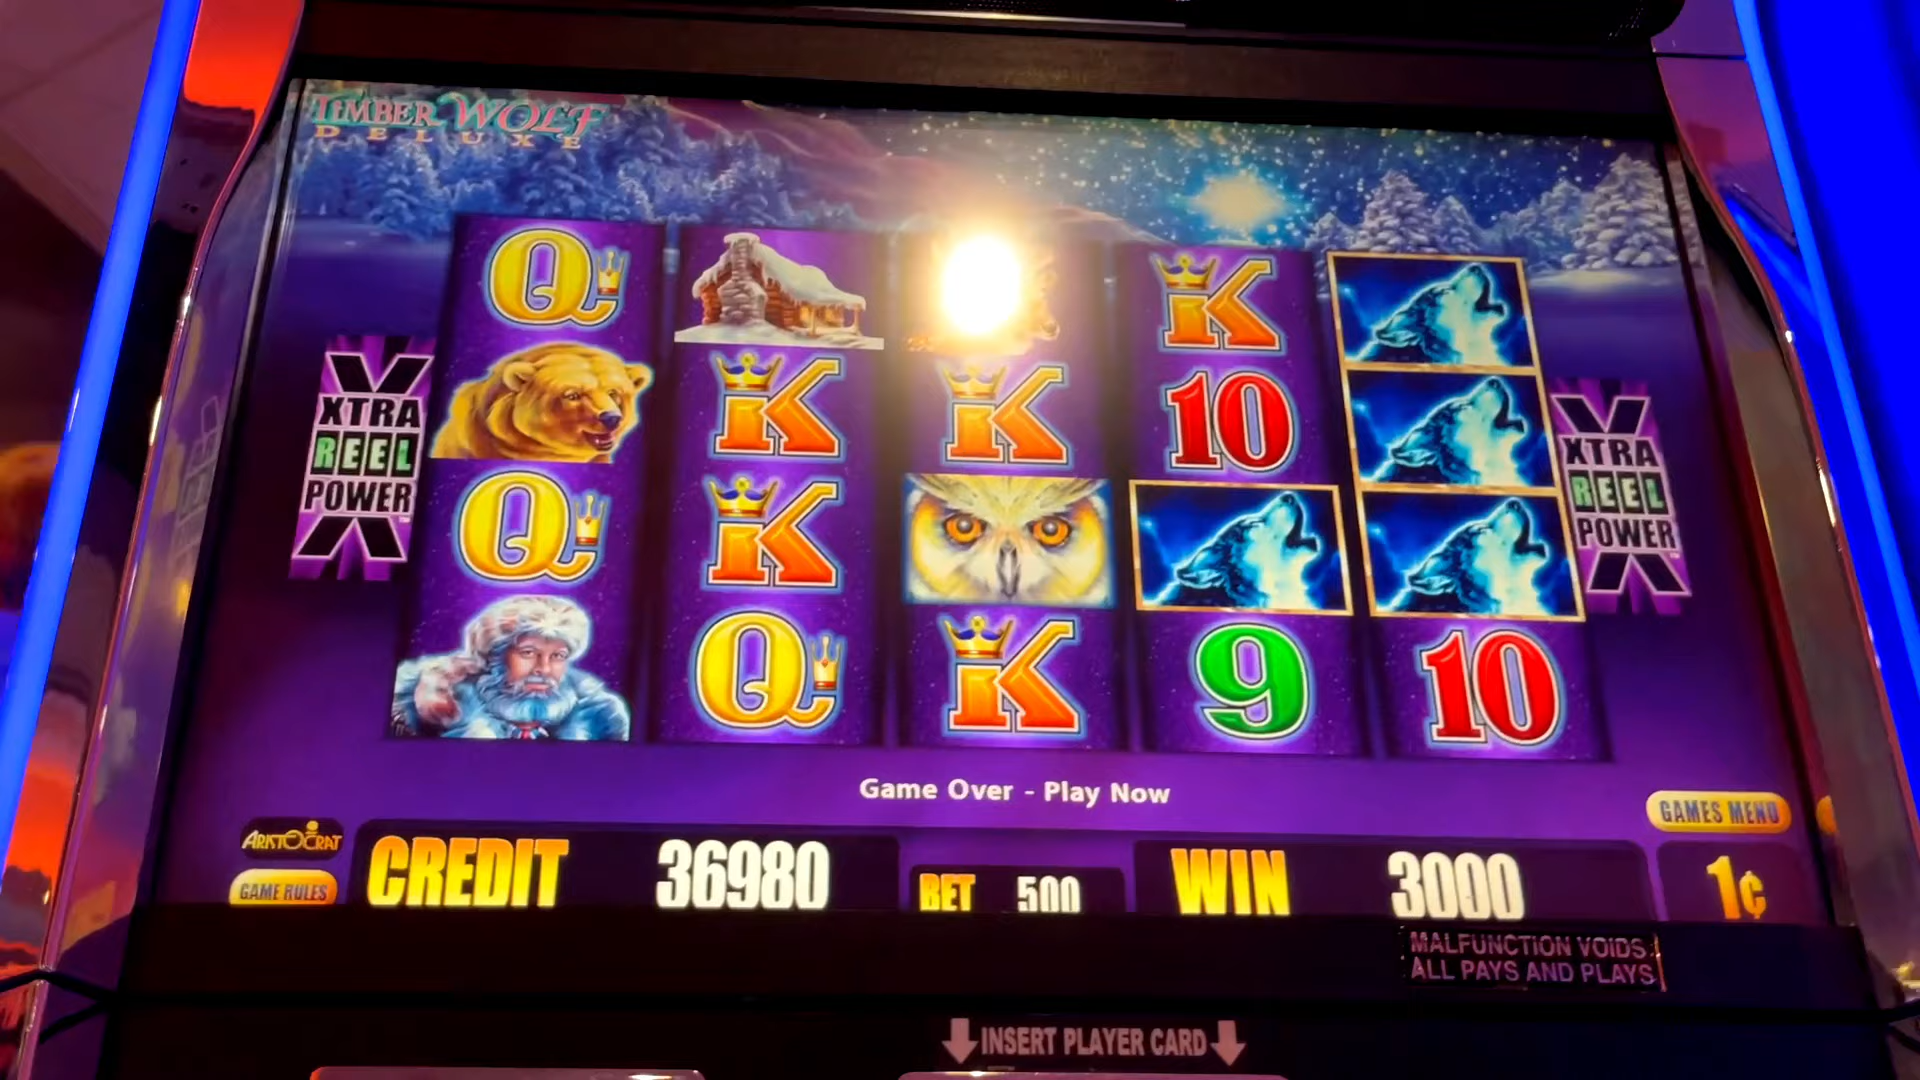 TIMBER WOLF
DELUXE
Q
K
XTRA
REEL
POWER
K
K
10
XTRA
REEL
POWER
Q
K
Q
K
9
10
Game Over - Play Now
GAMES MENU
ARISTOCRAT
GAME RULES
CREDIT 36980
BET 500
WIN 3000
1¢
MALFUNCTION VOIDS
ALL PAYS AND PLAYS
INSERT PLAYER CARD